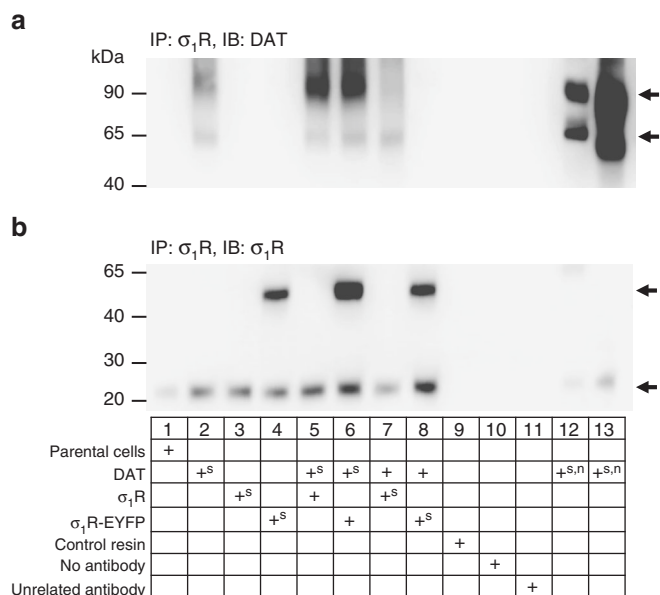 a
IP: σ₁R, IB: DAT
kDa
90
65
40
b
IP: σ₁R, IB: σ₁R
65
40
30
20
1 2 3 4 5 6 7 8 9 10 11 12 13
Parental cells +
DAT +ˢ +ˢ +ˢ + + +ˢ,ⁿ +ˢ,ⁿ
σ₁R +ˢ + +ˢ
σ₁R-EYFP +ˢ + +ˢ
Control resin +
No antibody +
Unrelated antibody +